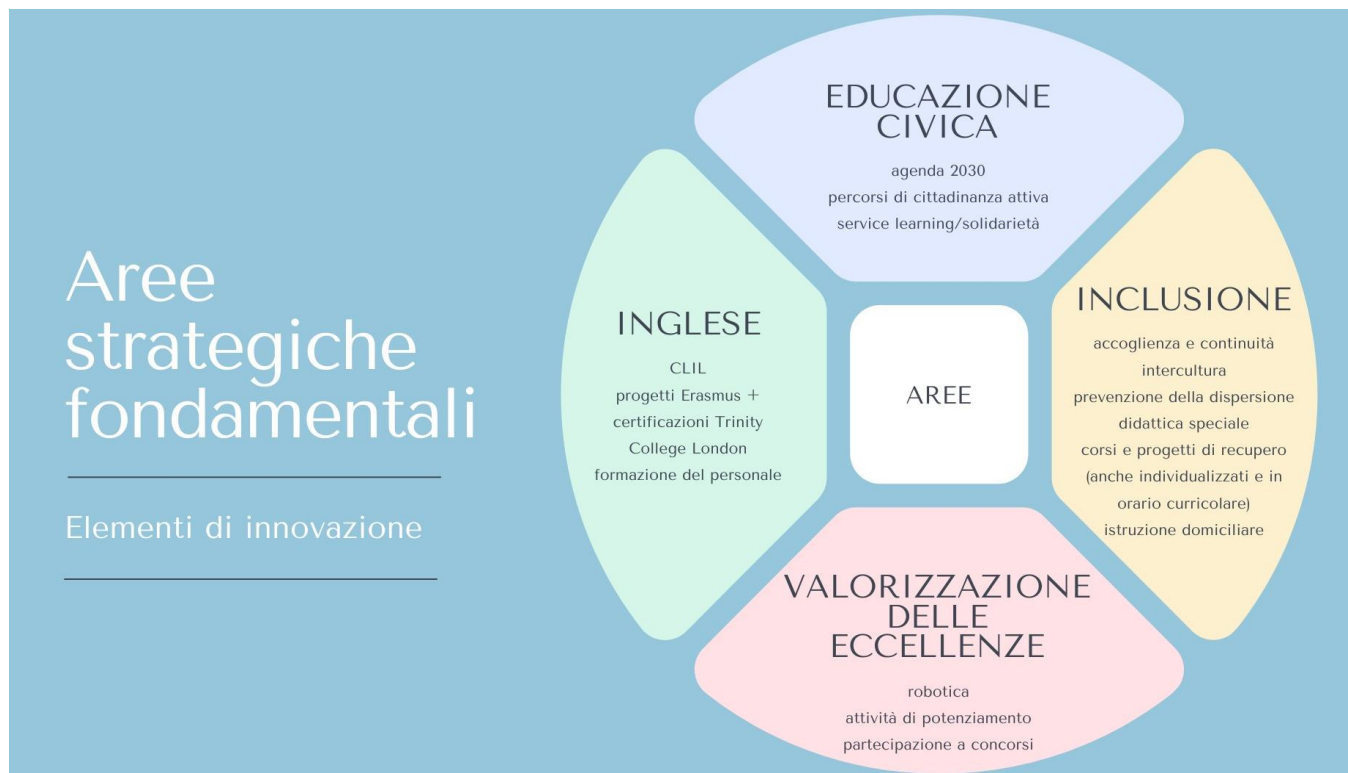 Aree
strategiche
fondamentali
Elementi di innovazione
EDUCAZIONE
CIVICA
agenda 2030
percorsi di cittadinanza attiva
service learning/solidarietà
INGLESE
CLIL
progetti Erasmus +
certificazioni Trinity
College London
formazione del personale
AREE
INCLUSIONE
accoglienza e continuità
intercultura
prevenzione della dispersione
didattica speciale
corsi e progetti di recupero
(anche individualizzati e in
orario curricolare)
istruzione domiciliare
VALORIZZAZIONE
DELLE
ECCELLENZE
robotica
attività di potenziamento
partecipazione a concorsi